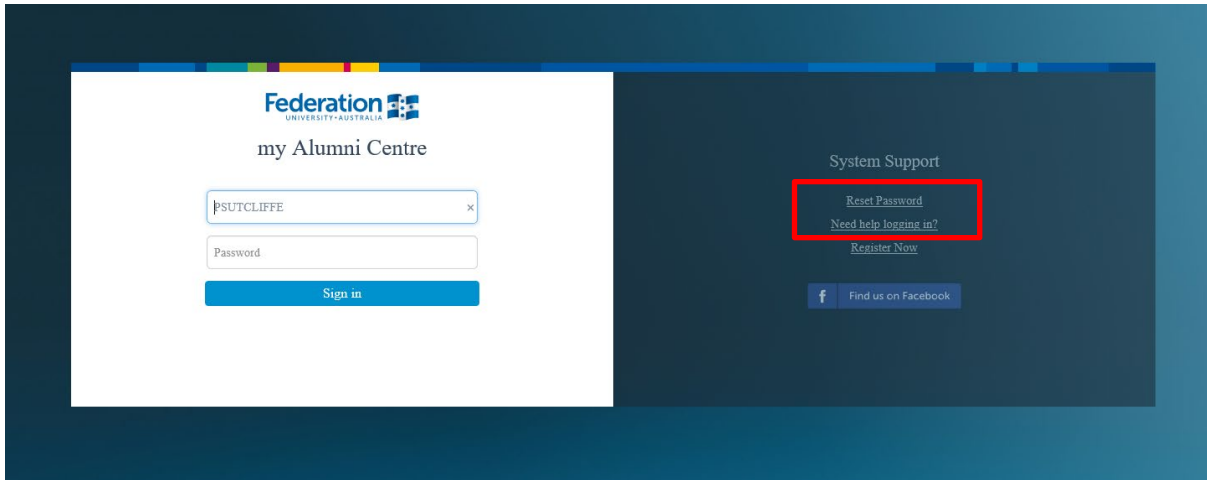 Federation
UNIVERSITY•AUSTRALIA
my Alumni Centre
PSUTCLIFFE ×
Password
Sign in
System Support
Reset Password
Need help logging in?
Register Now
f Find us on Facebook